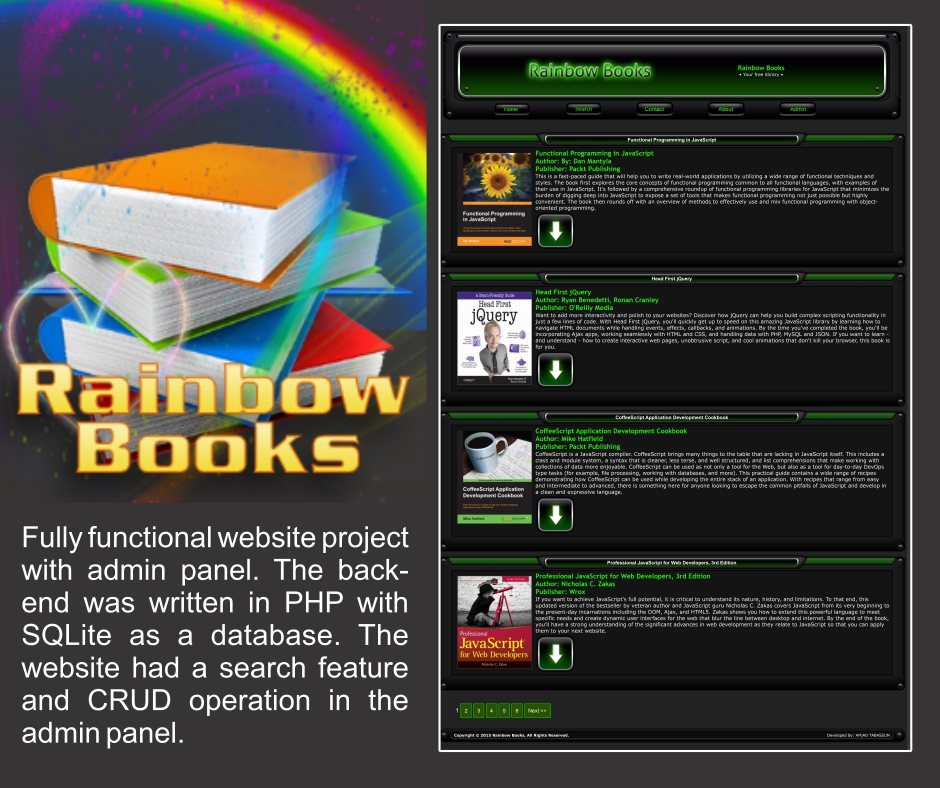 Rainbow
Books
Fully functional website project
with admin panel. The back-
end was written in PHP with
SQLite as a database. The
website had a search feature
and CRUD operation in the
admin panel.
Rainbow Books
Rainbow Books
• Your free library •
Home
Search
Contact
About
Admin
Functional Programming in JavaScript
Functional Programming in JavaScript
Author: By: Dan Mantyla
Publisher: Packt Publishing
This is a fast-paced guide that will help you to write real-world applications by utilizing a wide range of functional techniques and
styles. The book first explores the core concepts of functional programming common to all functional languages, with examples of
their use in JavaScript. It's followed by a comprehensive roundup of functional programming libraries for JavaScript that minimizes the
burden of digging deep into JavaScript to expose a set of tools that makes functional programming not just possible but highly
convenient. The book then rounds off with an overview of methods to effectively use and mix functional programming with object-
oriented programming.
Functional Programming
in JavaScript
Head First jQuery
A Brain-Friendly Guide
Head First
jQuery
Head First jQuery
Author: Ryan Benedetti, Ronan Cranley
Publisher: O'Reilly Media
Want to add more interactivity and polish to your websites? Discover how jQuery can help you build complex scripting functionality in
just a few lines of code. With Head First jQuery, you'll quickly get up to speed on this amazing JavaScript library by learning how to
navigate HTML documents while handling events, effects, callbacks, and animations. By the time you've completed the book, you'll be
incorporating Ajax apps, working seamlessly with HTML and CSS, and handling data with PHP, MySQL and JSON. If you want to learn -
and understand - how to create interactive web pages, unobtrusive script, and cool animations that don't kill your browser, this book is
for you.
CoffeeScript Application Development Cookbook
CoffeeScript Application Development Cookbook
Author: Mike Hatfield
Publisher: Packt Publishing
CoffeeScript is a JavaScript compiler. CoffeeScript brings many things to the table that are lacking in JavaScript itself. This includes a
class and module system, a syntax that is cleaner, less terse, and well structured, and list comprehensions that make working with
collections of data more enjoyable. CoffeeScript can be used as not only a tool for the Web, but also as a tool for day-to-day DevOps
type tasks (for example, file processing, working with databases, and more). This practical guide contains a wide range of recipes
demonstrating how CoffeeScript can be used while developing the entire stack of an application. With recipes that range from easy
and intermediate to advanced, there is something here for anyone looking to escape the common pitfalls of JavaScript and develop in
a clean and expressive language.
CoffeeScript Application
Development Cookbook
Mike Hatfield
Professional JavaScript for Web Developers, 3rd Edition
Professional JavaScript for Web Developers, 3rd Edition
Author: Nicholas C. Zakas
Publisher: Wrox
If you want to achieve JavaScript's full potential, it is critical to understand its nature, history, and limitations. To that end, this
updated version of the bestseller by veteran author and JavaScript guru Nicholas C. Zakas covers JavaScript from its very beginning to
the present-day incarnations including the DOM, Ajax, and HTML5. Zakas shows you how to extend this powerful language to meet
specific needs and create dynamic user interfaces for the web that blur the line between desktop and internet. By the end of the book,
you'll have a strong understanding of the significant advances in web development as they relate to JavaScript so that you can apply
them to your next website.
Professional
JavaScript
for Web Developers
Nicholas C. Zakas
1 2 3 4 5 6 Next >>
Copyright © 2015 Rainbow Books, All Rights Reserved.
Developed By: AMJAD TABASSUM